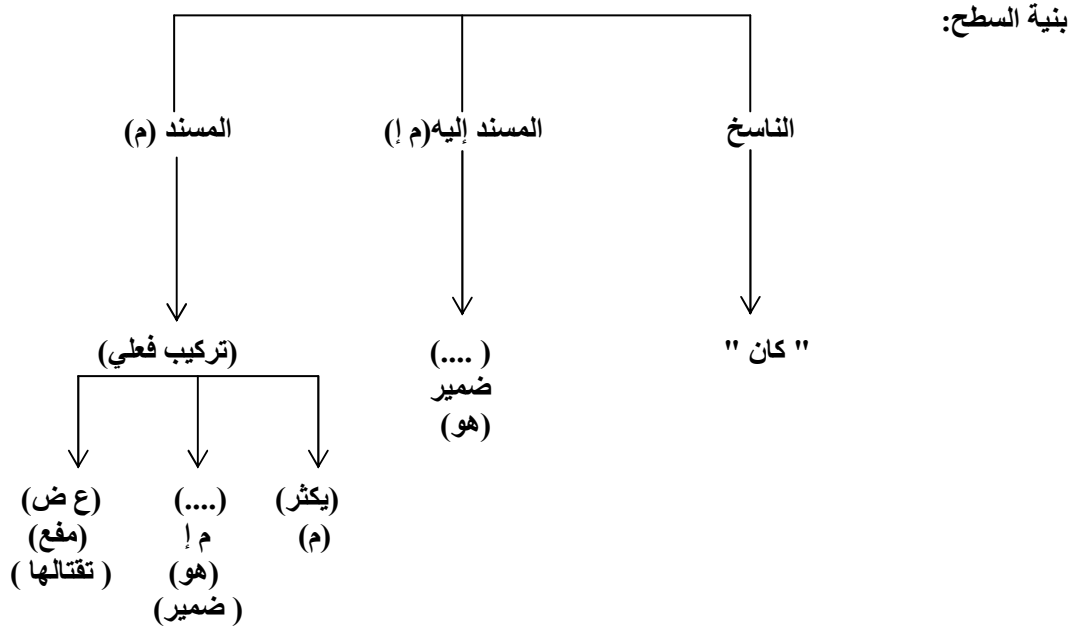 بنية السطح:
الناسخ المسند إليه(م إ) المسند (م)
" كان " (.... ) (تركيب فعلي)
ضمير
(هو)
(يكثر) (....) (ع ض)
(م) م إ (مفع)
(هو) ( تقتالها )
( ضمير)